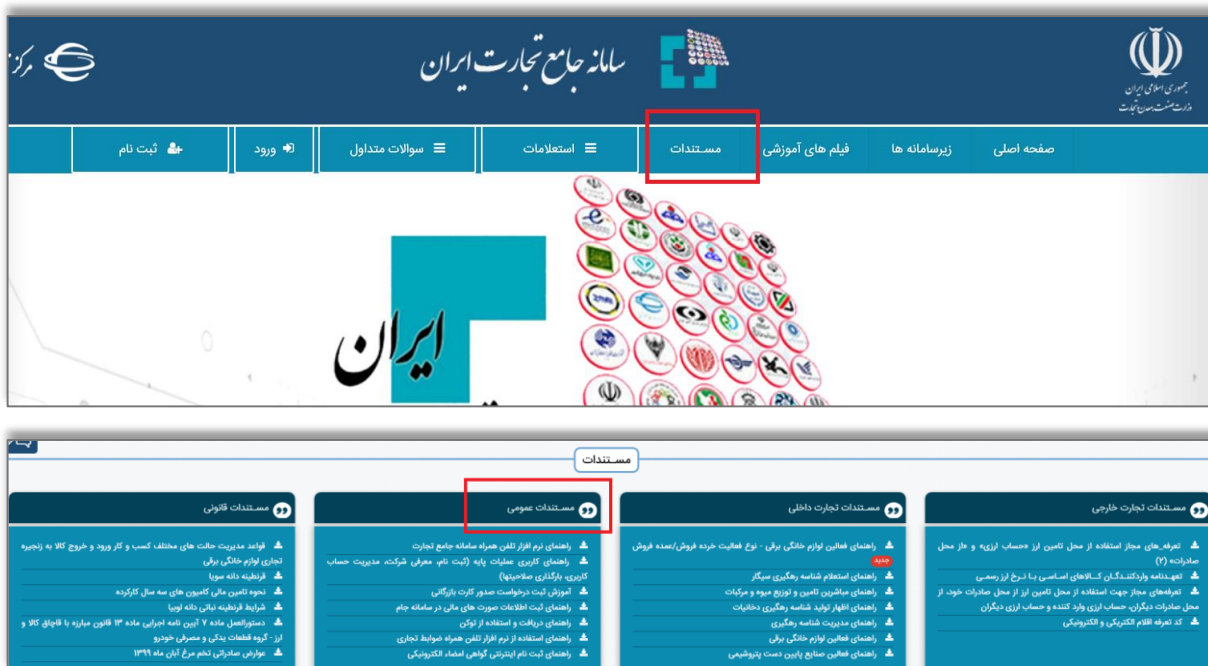 جمهوری اسلامی ایران
وزارت صنعت، معدن و تجارت
سامانه جامع تجارت ایران
مرکز
صفحه اصلی
زیرسامانه ها
فیلم های آموزشی
مستندات
استعلامات
سوالات متداول
ورود
ثبت نام
ایران
مستندات
مستندات تجارت خارجی
تعرفه‌های مجاز استفاده از محل تامین ارز «حساب ارزی» و «از محل
صادرات» (۲)
تعهدنامه واردکنندگان کالاهای اساسی با نرخ ارز رسمی
تعرفه‌های مجاز جهت استفاده از محل تامین ارز از محل صادرات خود، از
محل صادرات دیگران، حساب ارزی وارد کننده و حساب ارزی دیگران
کد تعرفه اقلام الکتریکی و الکترونیکی
مستندات تجارت داخلی
راهنمای فعالین لوازم خانگی برقی - نوع فعالیت خرده فروش/عمده فروش
جدید
راهنمای استعلام شناسه رهگیری سیگار
راهنمای مباشرین تامین و توزیع میوه و مرکبات
راهنمای اظهار تولید شناسه رهگیری دخانیات
راهنمای مدیریت شناسه رهگیری
راهنمای فعالین لوازم خانگی برقی
راهنمای فعالین صنایع پایین دست پتروشیمی
مستندات عمومی
راهنمای نرم افزار تلفن همراه سامانه جامع تجارت
راهنمای کاربری عملیات پایه (ثبت نام، معرفی شرکت، مدیریت حساب
کاربری، بارگذاری صلاحیتها)
آموزش ثبت درخواست صدور کارت بازرگانی
راهنمای ثبت اطلاعات صورت های مالی در سامانه جام
راهنمای دریافت و استفاده از توکن
راهنمای استفاده از نرم افزار تلفن همراه ضوابط تجاری
راهنمای ثبت نام اینترنتی گواهی امضاء الکترونیکی
مستندات قانونی
قواعد مدیریت حالت های مختلف کسب و کار ورود و خروج کالا به زنجیره
تجاری لوازم خانگی برقی
قرنطینه دانه سویا
نحوه تامین مالی کامیون های سه سال کارکرده
شرایط قرنطینه نباتی دانه لوبیا
دستورالعمل ماده ۷ آیین نامه اجرایی ماده ۱۳ قانون مبارزه با قاچاق کالا و
ارز - گروه قطعات یدکی و مصرفی خودرو
عوارض صادراتی تخم مرغ آبان ماه ۱۳۹۹